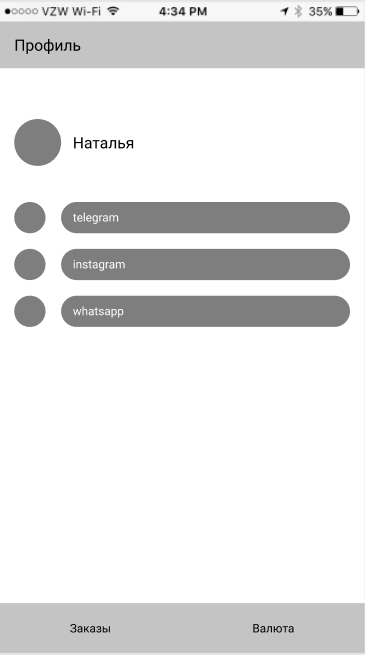 VZW Wi-Fi 4:34 PM 35%
Профиль
Наталья
telegram
instagram
whatsapp
Заказы Валюта